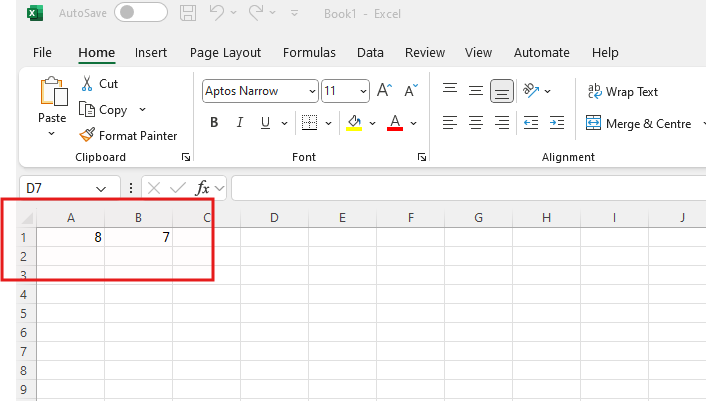 AutoSave Book1 - Excel
File Home Insert Page Layout Formulas Data Review View Automate Help
Paste
Cut
Copy
Format Painter
Clipboard
Aptos Narrow 11 A A
B I U A
Font
ab
Wrap Text
Merge & Centre
Alignment
D7 fx
A B C D E F G H I J
1 8 7
2
3
4
5
6
7
8
9